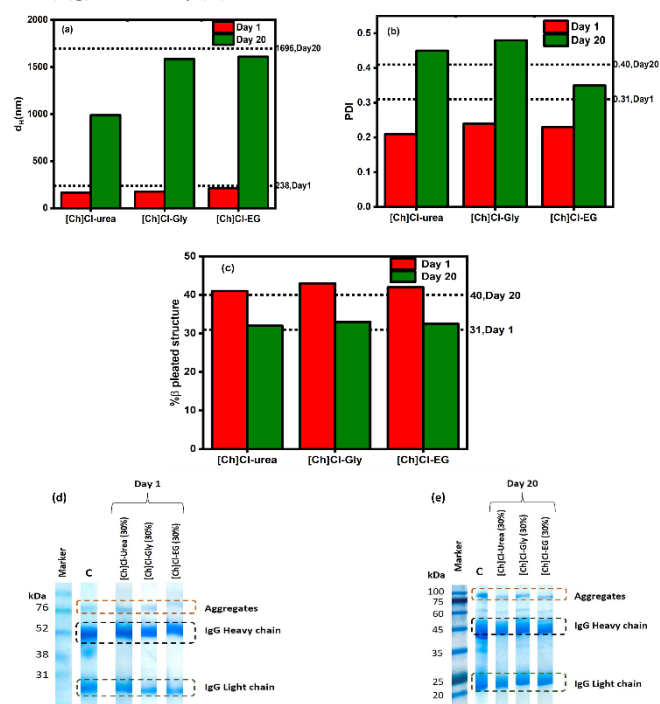 (a)
Day 1
Day 20
2000
1500
1000
500
0
d_H(nm)
1696,Day20
238,Day1
[Ch]Cl-urea [Ch]Cl-Gly [Ch]Cl-EG
(b)
Day 1
Day 20
0.5
0.4
0.3
0.2
0.1
0.0
PDI
0.40,Day20
0.31,Day1
[Ch]Cl-urea [Ch]Cl-Gly [Ch]Cl-EG
(c)
Day 1
Day 20
50
40
30
20
10
0
%β pleated structure
40,Day 20
31,Day 1
[Ch]Cl-urea [Ch]Cl-Gly [Ch]Cl-EG
(d)
Day 1
Marker
C
[Ch]Cl-Urea (30%)
[Ch]Cl-Gly (30%)
[Ch]Cl-EG (30%)
kDa
76
52
38
31
Aggregates
IgG Heavy chain
IgG Light chain
(e)
Day 20
Marker
C
[Ch]Cl-Urea (30%)
[Ch]Cl-Gly (30%)
[Ch]Cl-EG (30%)
kDa
100
75
60
45
35
25
20
Aggregates
IgG Heavy chain
IgG Light chain